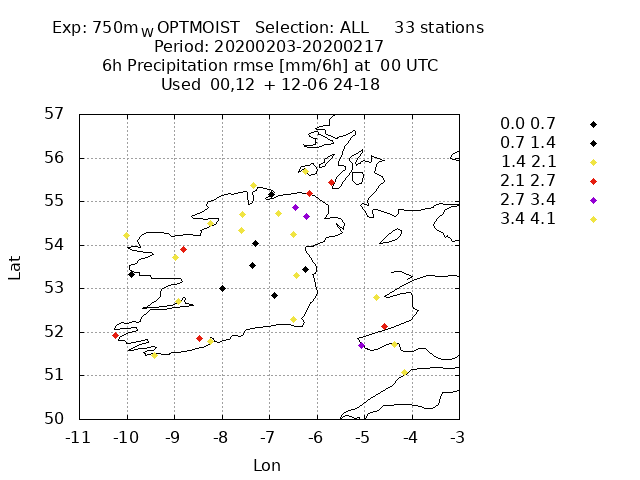 Exp: 750m_W OPTMOIST Selection: ALL 33 stations
Period: 20200203-20200217
6h Precipitation rmse [mm/6h] at 00 UTC
Used 00,12 + 12-06 24-18
57
56
55
54
53
52
51
50
Lat
-11 -10 -9 -8 -7 -6 -5 -4 -3
Lon
0.0 0.7
0.7 1.4
1.4 2.1
2.1 2.7
2.7 3.4
3.4 4.1